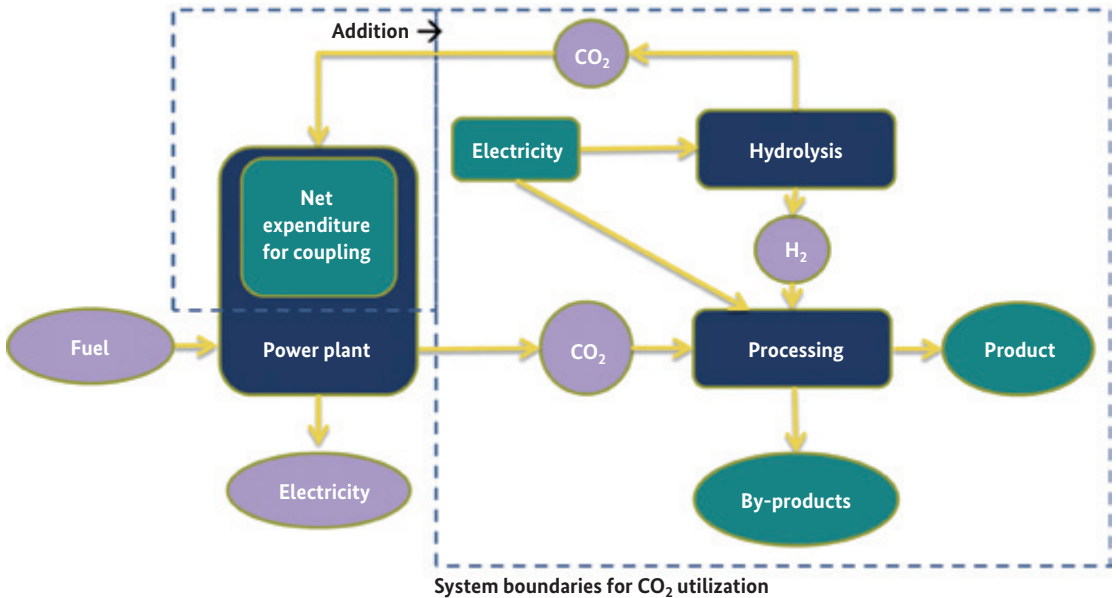 Addition →
CO₂
Electricity
Hydrolysis
Net
expenditure
for coupling
H₂
Fuel
Power plant
CO₂
Processing
Product
Electricity
By-products
System boundaries for CO₂ utilization